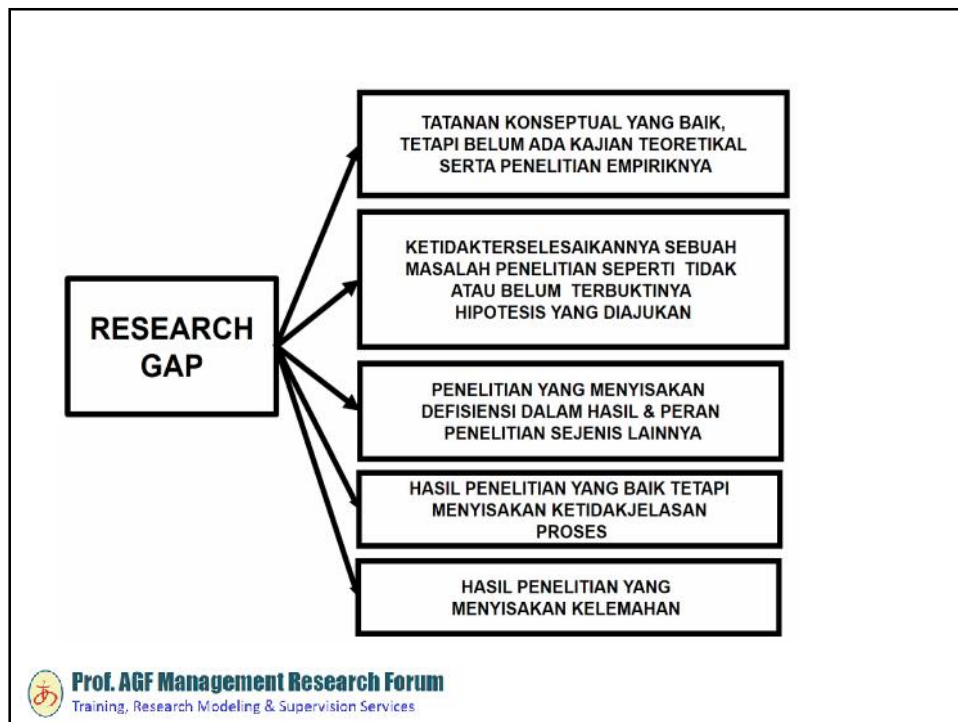 RESEARCH
GAP
TATANAN KONSEPTUAL YANG BAIK,
TETAPI BELUM ADA KAJIAN TEORETIKAL
SERTA PENELITIAN EMPIRIKNYA
KETIDAKTERSELESAIKANNYA SEBUAH
MASALAH PENELITIAN SEPERTI TIDAK
ATAU BELUM TERBUKTINYA
HIPOTESIS YANG DIAJUKAN
PENELITIAN YANG MENYISAKAN
DEFISIENSI DALAM HASIL & PERAN
PENELITIAN SEJENIS LAINNYA
HASIL PENELITIAN YANG BAIK TETAPI
MENYISAKAN KETIDAKJELASAN
PROSES
HASIL PENELITIAN YANG
MENYISAKAN KELEMAHAN
あ
Prof. AGF Management Research Forum
Training, Research Modeling & Supervision Services